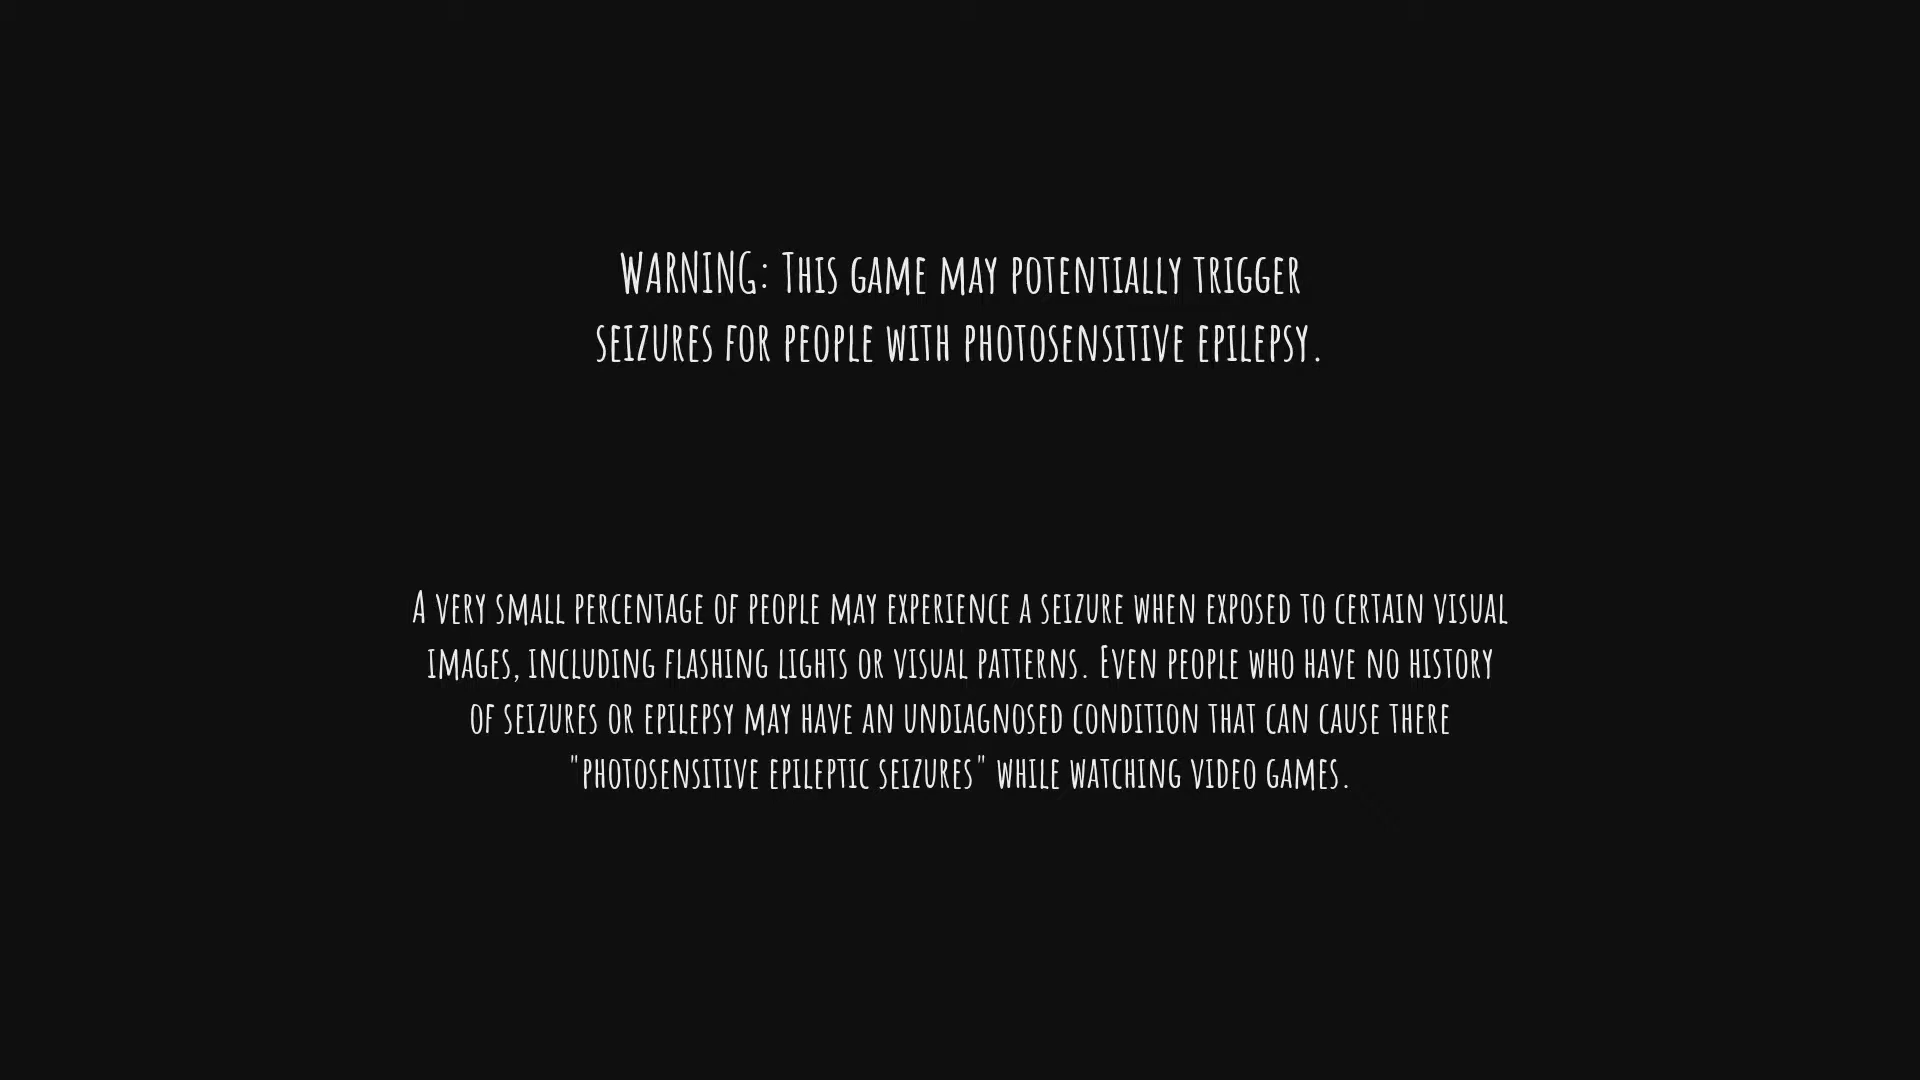 WARNING: This game may potentially trigger
seizures for people with photosensitive epilepsy.
A very small percentage of people may experience a seizure when exposed to certain visual
images, including flashing lights or visual patterns. Even people who have no history
of seizures or epilepsy may have an undiagnosed condition that can cause there
"photosensitive epileptic seizures" while watching video games.